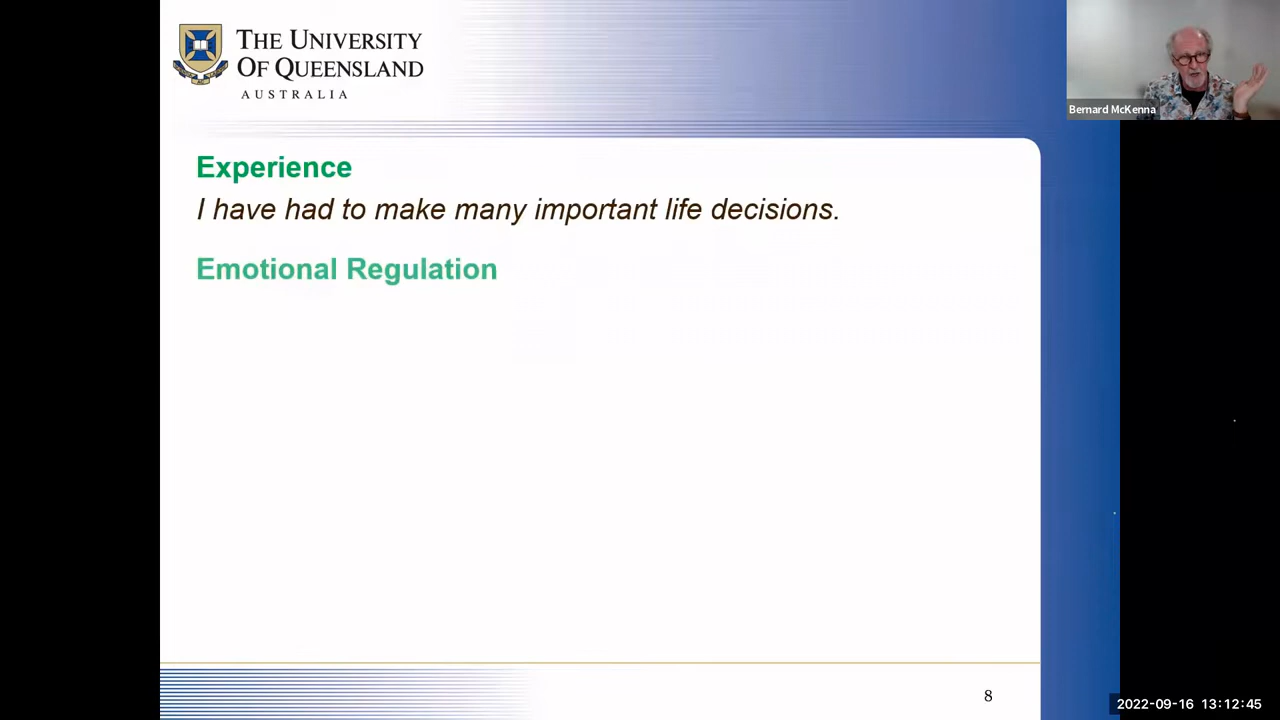 THE UNIVERSITY
OF QUEENSLAND
AUSTRALIA
Bernard McKenna
Experience
I have had to make many important life decisions.
Emotional Regulation
8
2022-09-16 13:12:45